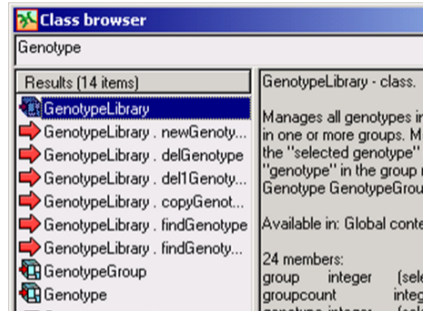 Class browser
Genotype
Results (14 items)
GenotypeLibrary
GenotypeLibrary . newGenoty...
GenotypeLibrary . delGenotype
GenotypeLibrary . del1Genoty...
GenotypeLibrary . copyGenot...
GenotypeLibrary . findGenotype
GenotypeLibrary . findGenoty...
GenotypeGroup
Genotype
GenotypeLibrary - class.
Manages all genotypes in
in one or more groups. M
the "selected genotype"
"genotype" in the group
Genotype GenotypeGrou
Available in: Global conte
24 members:
group integer (sele
groupcount integ